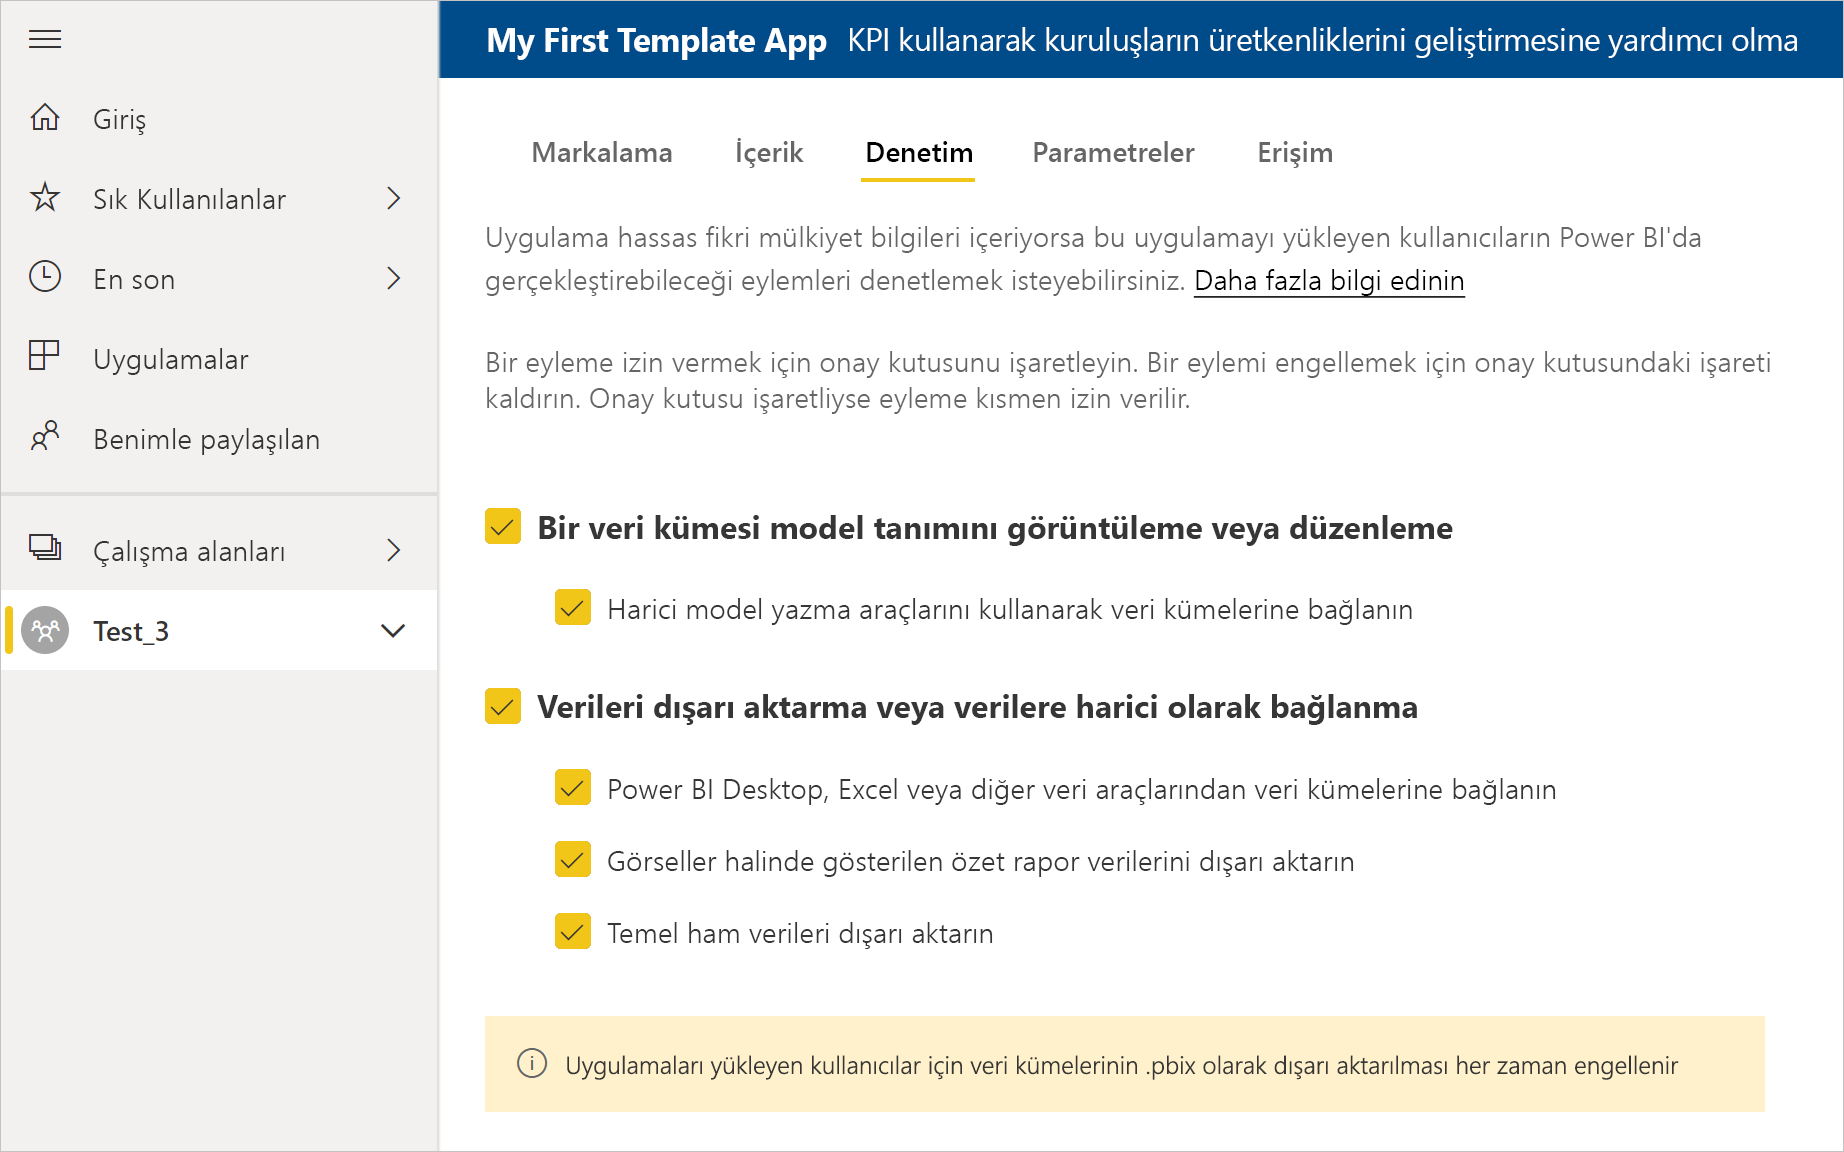 My First Template App KPI kullanarak kuruluşların üretkenliklerini geliştirmesine yardımcı olma
Giriş
Sık Kullanılanlar
En son
Uygulamalar
Benimle paylaşılan
Çalışma alanları
Test_3
Markalama İçerik Denetim Parametreler Erişim
Uygulama hassas fikri mülkiyet bilgileri içeriyorsa bu uygulamayı yükleyen kullanıcıların Power BI'da
gerçekleştirebileceği eylemleri denetlemek isteyebilirsiniz. Daha fazla bilgi edinin
Bir eyleme izin vermek için onay kutusunu işaretleyin. Bir eylemi engellemek için onay kutusundaki işareti
kaldırın. Onay kutusu işaretliyse eyleme kısmen izin verilir.
Bir veri kümesi model tanımını görüntüleme veya düzenleme
Harici model yazma araçlarını kullanarak veri kümelerine bağlanın
Verileri dışarı aktarma veya verilere harici olarak bağlanma
Power BI Desktop, Excel veya diğer veri araçlarından veri kümelerine bağlanın
Görseller halinde gösterilen özet rapor verilerini dışarı aktarın
Temel ham verileri dışarı aktarın
Uygulamaları yükleyen kullanıcılar için veri kümelerinin .pbix olarak dışarı aktarılması her zaman engellenir